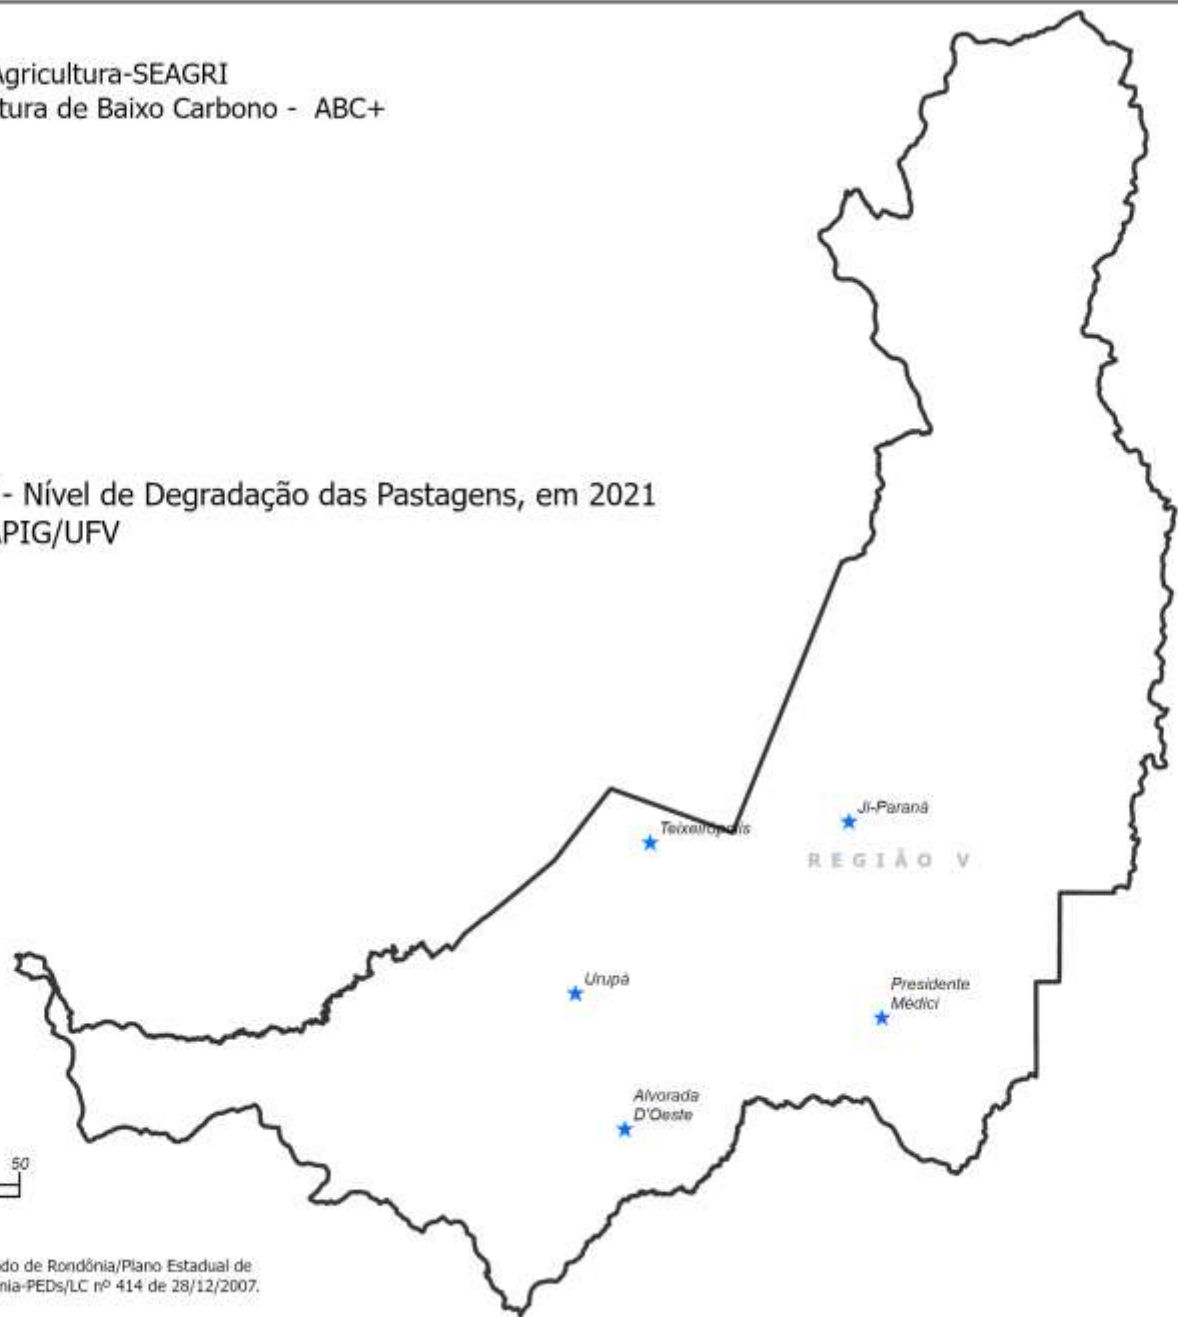 Agricultura-SEAGRI
tura de Baixo Carbono - ABC+
- Nível de Degradação das Pastagens, em 2021
APIG/UFV
Ji-Paraná
Teixeirópolis
REGIÃO V
Urupá
Presidente
Médici
Alvorada
D'Oeste
50
do de Rondônia/Plano Estadual de
nia-PEDs/LC nº 414 de 28/12/2007.